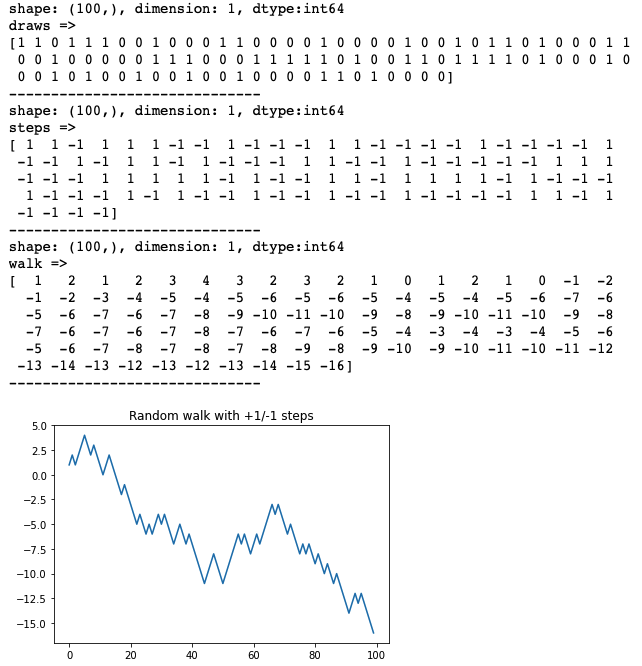 shape: (100,), dimension: 1, dtype:int64
draws =>
[1 1 0 1 1 1 0 0 1 0 0 0 1 1 0 0 0 0 1 0 0 0 0 1 0 0 1 0 1 1 0 1 0 0 0 1 1
0 0 1 0 0 0 0 0 1 1 1 0 0 0 1 1 1 1 1 0 1 0 0 1 1 0 1 1 1 1 0 1 0 0 0 1 0
0 0 1 0 1 0 0 1 0 0 1 0 0 1 0 0 0 0 1 1 0 1 0 0 0 0]
------------------------------
shape: (100,), dimension: 1, dtype:int64
steps =>
[ 1 1 -1 1 1 1 -1 -1 1 -1 -1 -1 1 1 -1 -1 -1 -1 1 -1 -1 -1 -1 1
-1 -1 1 -1 1 1 -1 1 -1 -1 -1 1 1 -1 -1 1 -1 -1 -1 -1 -1 1 1 1
-1 -1 -1 1 1 1 1 1 -1 1 -1 -1 1 1 -1 1 1 1 1 -1 1 -1 -1 -1
1 -1 -1 -1 1 -1 1 -1 -1 1 -1 -1 1 -1 -1 1 -1 -1 -1 -1 1 1 -1 1
-1 -1 -1 -1]
------------------------------
shape: (100,), dimension: 1, dtype:int64
walk =>
[ 1 2 1 2 3 4 3 2 3 2 1 0 1 2 1 0 -1 -2
-1 -2 -3 -4 -5 -4 -5 -6 -5 -6 -5 -4 -5 -4 -5 -6 -7 -6
-5 -6 -7 -6 -7 -8 -9 -10 -11 -10 -9 -8 -9 -10 -11 -10 -9 -8
-7 -6 -7 -6 -7 -8 -7 -6 -7 -6 -5 -4 -3 -4 -3 -4 -5 -6
-5 -6 -7 -8 -7 -8 -7 -8 -9 -8 -9 -10 -9 -10 -11 -10 -11 -12
-13 -14 -13 -12 -13 -12 -13 -14 -15 -16]
------------------------------
Random walk with +1/-1 steps
5.0
2.5
0.0
−2.5
−5.0
−7.5
−10.0
−12.5
−15.0
0 20 40 60 80 100